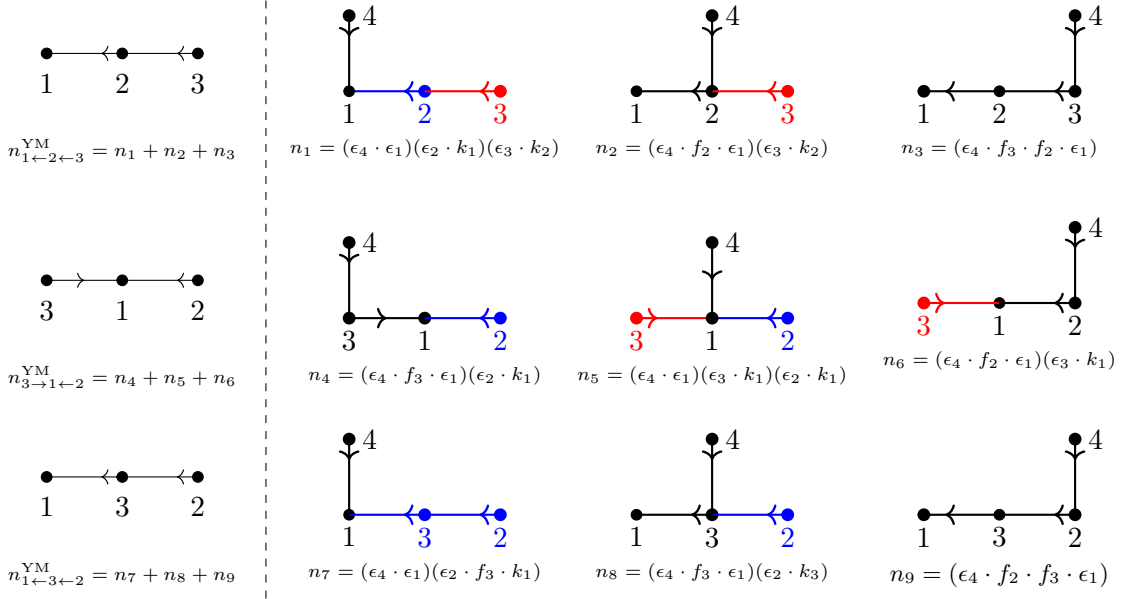 4 4 4
1 2 3 1 2 3 1 2 3 1 2 3
n^{YM}_{1←2←3} = n_1 + n_2 + n_3
n_1 = (ϵ_4 · ϵ_1)(ϵ_2 · k_1)(ϵ_3 · k_2)
n_2 = (ϵ_4 · f_2 · ϵ_1)(ϵ_3 · k_2)
n_3 = (ϵ_4 · f_3 · f_2 · ϵ_1)
4 4 4
3 1 2 3 1 2 3 1 2 3 1 2
n^{YM}_{3→1←2} = n_4 + n_5 + n_6
n_4 = (ϵ_4 · f_3 · ϵ_1)(ϵ_2 · k_1)
n_5 = (ϵ_4 · ϵ_1)(ϵ_3 · k_1)(ϵ_2 · k_1)
n_6 = (ϵ_4 · f_2 · ϵ_1)(ϵ_3 · k_1)
4 4 4
1 3 2 1 3 2 1 3 2 1 3 2
n^{YM}_{1←3←2} = n_7 + n_8 + n_9
n_7 = (ϵ_4 · ϵ_1)(ϵ_2 · f_3 · k_1)
n_8 = (ϵ_4 · f_3 · ϵ_1)(ϵ_2 · k_3)
n_9 = (ϵ_4 · f_2 · f_3 · ϵ_1)